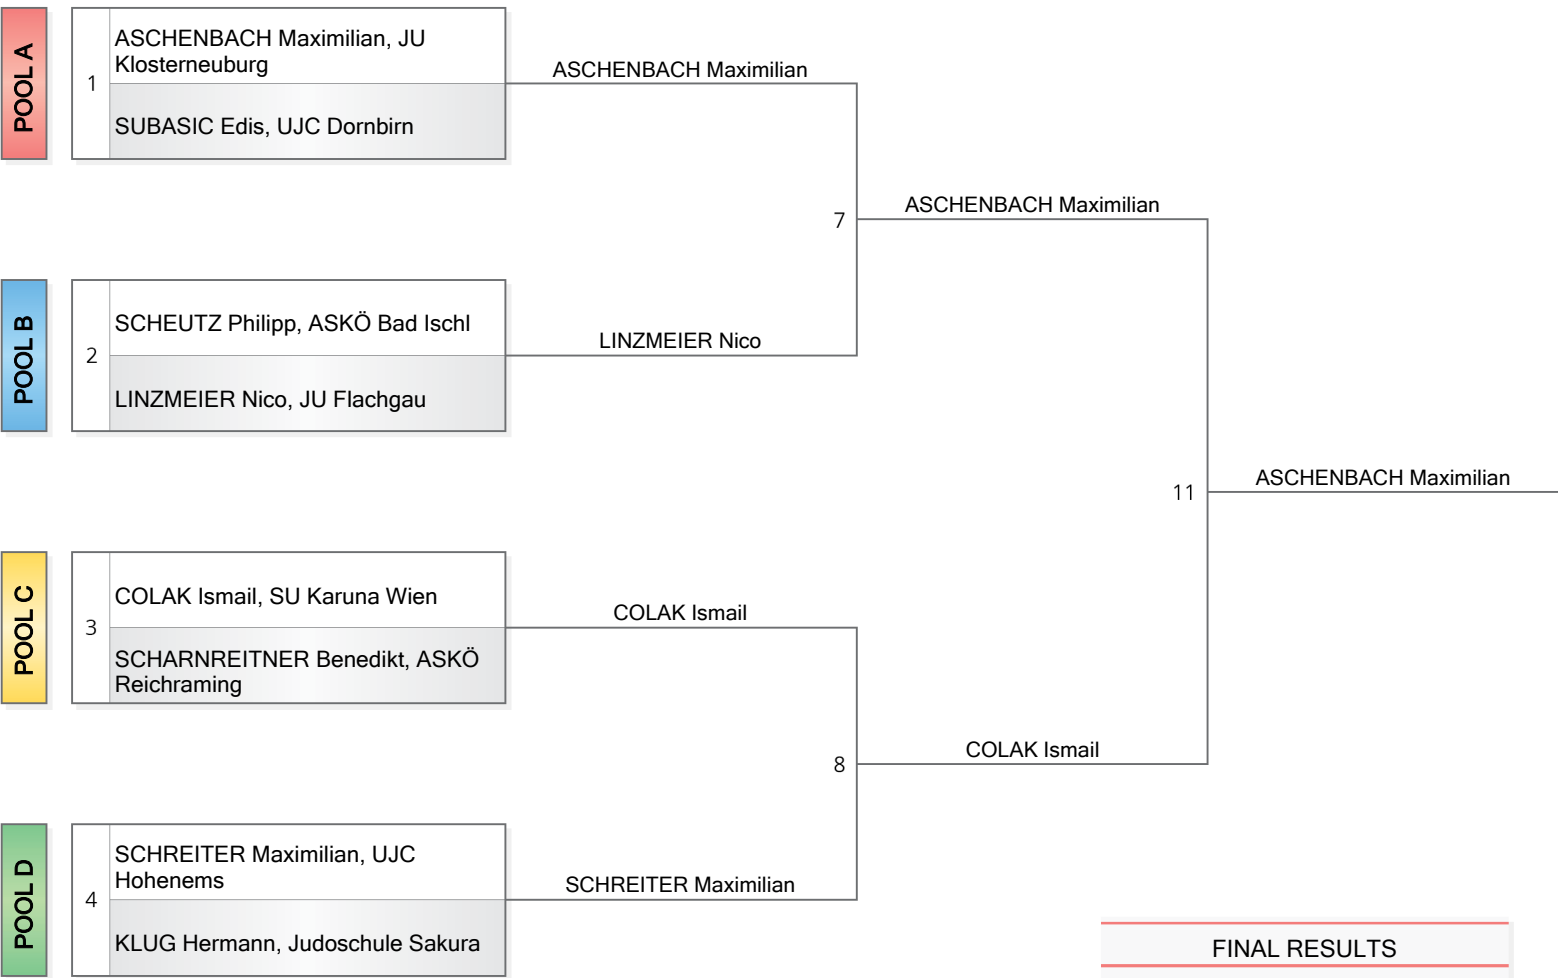 POOL A
1
ASCHENBACH Maximilian, JU
Klosterneuburg
SUBASIC Edis, UJC Dornbirn
ASCHENBACH Maximilian
7
ASCHENBACH Maximilian
POOL B
2
SCHEUTZ Philipp, ASKÖ Bad Ischl
LINZMEIER Nico, JU Flachgau
LINZMEIER Nico
11
ASCHENBACH Maximilian
POOL C
3
COLAK Ismail, SU Karuna Wien
SCHARNREITNER Benedikt, ASKÖ
Reichraming
COLAK Ismail
8
COLAK Ismail
POOL D
4
SCHREITER Maximilian, UJC
Hohenems
KLUG Hermann, Judoschule Sakura
SCHREITER Maximilian
FINAL RESULTS